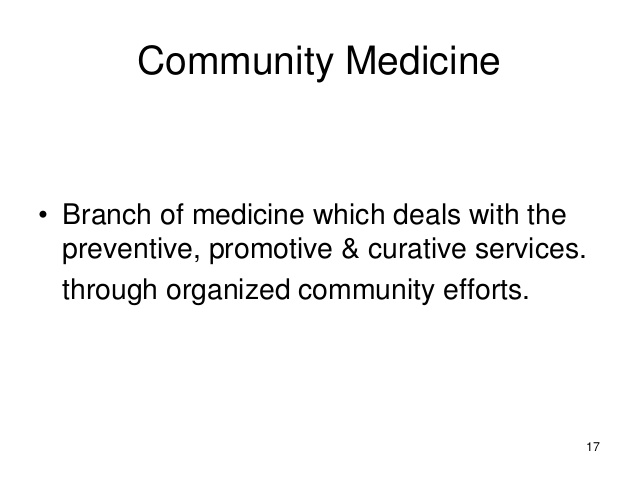 Community Medicine
• Branch of medicine which deals with the
preventive, promotive & curative services.
through organized community efforts.
17